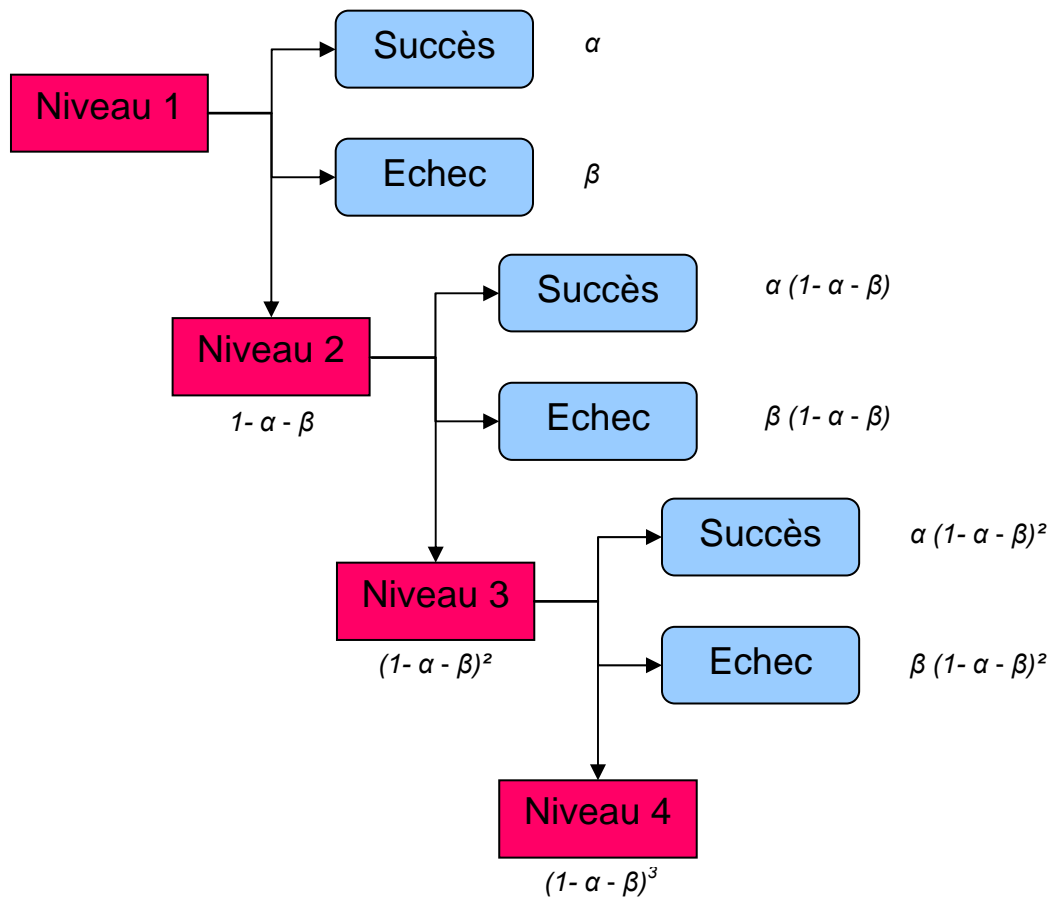 Succès
α
Niveau 1
Echec
β
Succès
α (1- α - β)
Niveau 2
1- α - β
Echec
β (1- α - β)
Succès
α (1- α - β)²
Niveau 3
(1- α - β)²
Echec
β (1- α - β)²
Niveau 4
(1- α - β)³